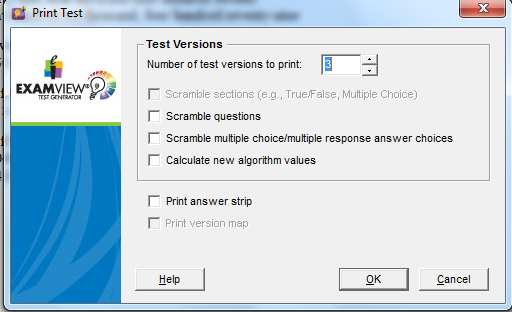 Print Test
Test Versions
Number of test versions to print: 3
Scramble sections (e.g., True/False, Multiple Choice)
EXAMVIEW®
TEST GENERATOR
Scramble questions
Scramble multiple choice/multiple response answer choices
Calculate new algorithm values
Print answer strip
Print version map
Help OK Cancel